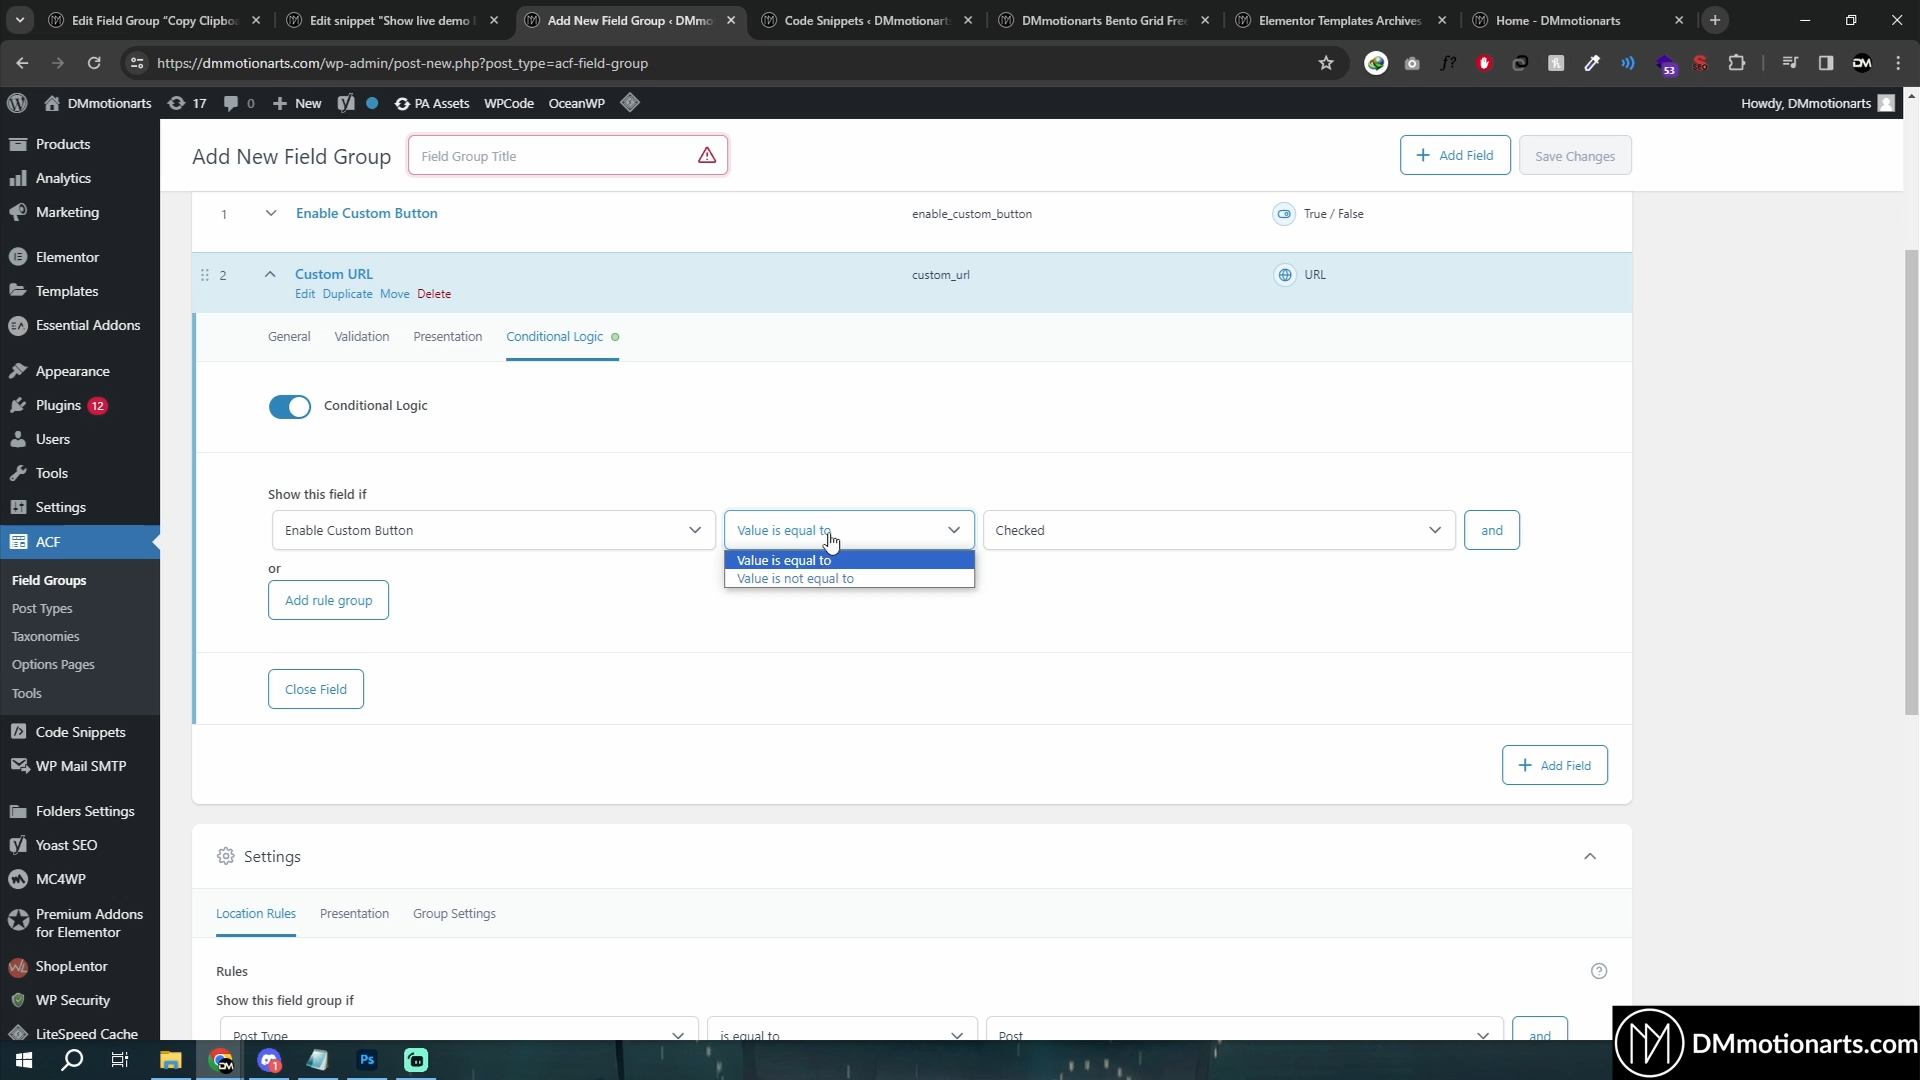 Edit Field Group "Copy Clipbo
Edit snippet "Show live demo
Add New Field Group ‹ DMmo
Code Snippets ‹ DMmotionart
DMmotionarts Bento Grid Fre
Elementor Templates Archives
Home - DMmotionarts
https://dmmotionarts.com/wp-admin/post-new.php?post_type=acf-field-group
53
DMmotionarts
17
0
New
PA Assets
WPCode
OceanWP
Howdy, DMmotionarts
Products
Analytics
Marketing
Elementor
Templates
Essential Addons
Appearance
Plugins 12
Users
Tools
Settings
ACF
Field Groups
Post Types
Taxonomies
Options Pages
Tools
Code Snippets
WP Mail SMTP
Folders Settings
Yoast SEO
MC4WP
Premium Addons
for Elementor
ShopLentor
WP Security
LiteSpeed Cache
Add New Field Group
Field Group Title
Add Field
Save Changes
1
Enable Custom Button
enable_custom_button
True / False
2
Custom URL
custom_url
URL
Edit Duplicate Move Delete
General
Validation
Presentation
Conditional Logic
Conditional Logic
Show this field if
Enable Custom Button
Value is equal to
Checked
and
Value is equal to
Value is not equal to
or
Add rule group
Close Field
Add Field
Settings
Location Rules
Presentation
Group Settings
Rules
Show this field group if
Post Type
is equal to
Post
and
Ps
DMmotionarts.com